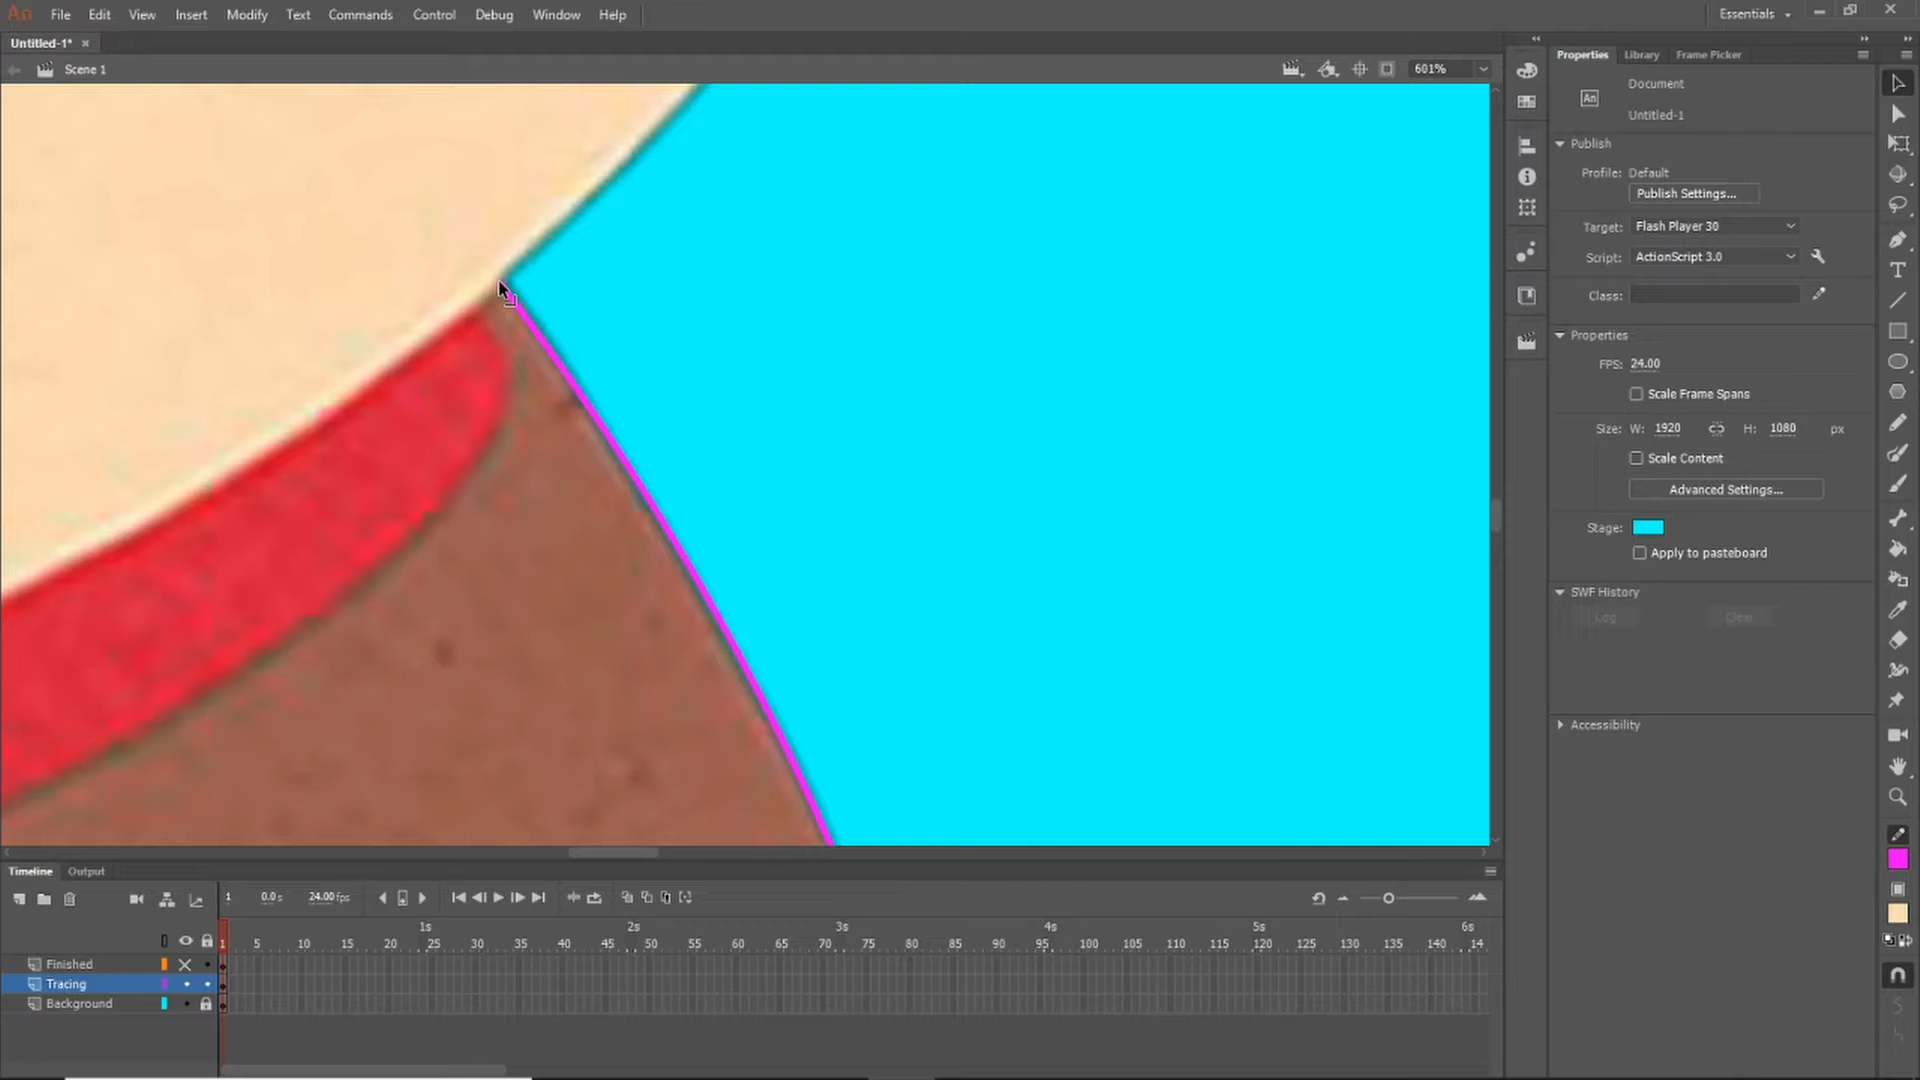 An File Edit View Insert Modify Text Commands Control Debug Window Help Essentials
Untitled-1*
Scene 1 601%
Properties Library Frame Picker
Document
An
Untitled-1
Publish
Profile: Default
Publish Settings...
Target: Flash Player 30
Script: ActionScript 3.0
Class:
Properties
FPS: 24.00
Scale Frame Spans
Size: W: 1920 H: 1080 px
Scale Content
Advanced Settings...
Stage:
Apply to pasteboard
SWF History
Log Clear
Accessibility
Timeline Output
1 0.0s 24.00 fps
1s 2s 3s 4s 5s 6s
1 5 10 15 20 25 30 35 40 45 50 55 60 65 70 75 80 85 90 95 100 105 110 115 120 125 130 135 140 14
Finished
Tracing
Background